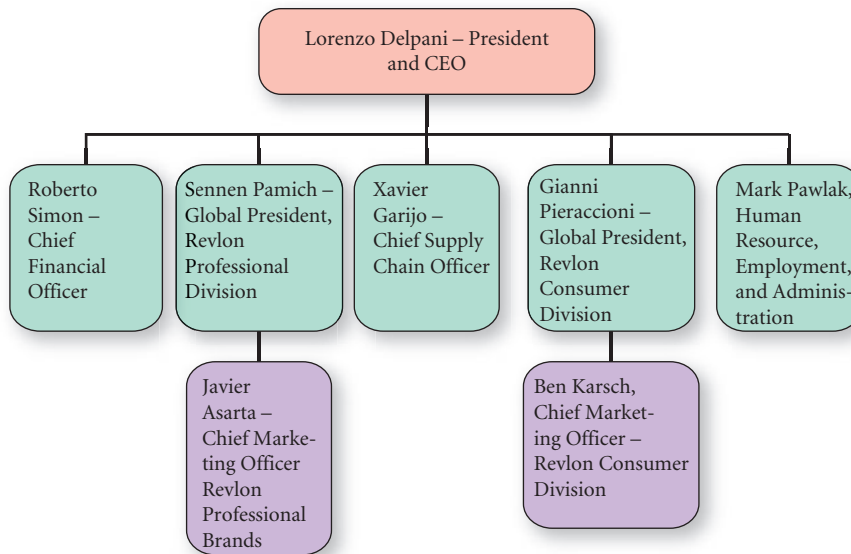 Lorenzo Delpani – President
and CEO
Roberto
Simon –
Chief
Financial
Officer
Sennen Pamich –
Global President,
Revlon
Professional
Division
Xavier
Garijo –
Chief Supply
Chain Officer
Gianni
Pieraccioni –
Global President,
Revlon
Consumer
Division
Mark Pawlak,
Human
Resource,
Employment,
and Adminis-
tration
Javier
Asarta –
Chief Marke-
ting Officer
Revlon
Professional
Brands
Ben Karsch,
Chief Market-
ing Officer –
Revlon Consumer
Division